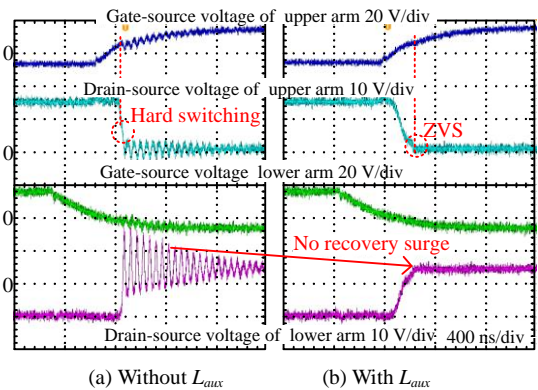 Gate-source voltage of upper arm 20 V/div
0
Drain-source voltage of upper arm 10 V/div
Hard switching
ZVS
0
Gate-source voltage lower arm 20 V/div
0
No recovery surge
0
Drain-source voltage of lower arm 10 V/div
400 ns/div
(a) Without Laux
(b) With Laux